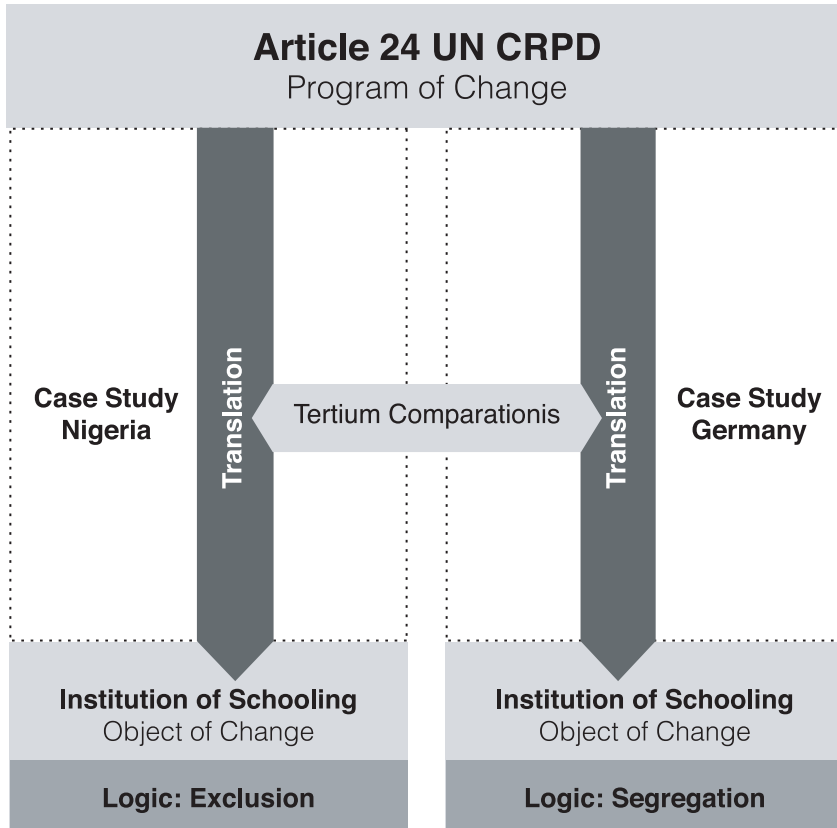 Article 24 UN CRPD
Program of Change
Case Study
Nigeria
Translation
Tertium Comparationis
Translation
Case Study
Germany
Institution of Schooling
Object of Change
Logic: Exclusion
Institution of Schooling
Object of Change
Logic: Segregation